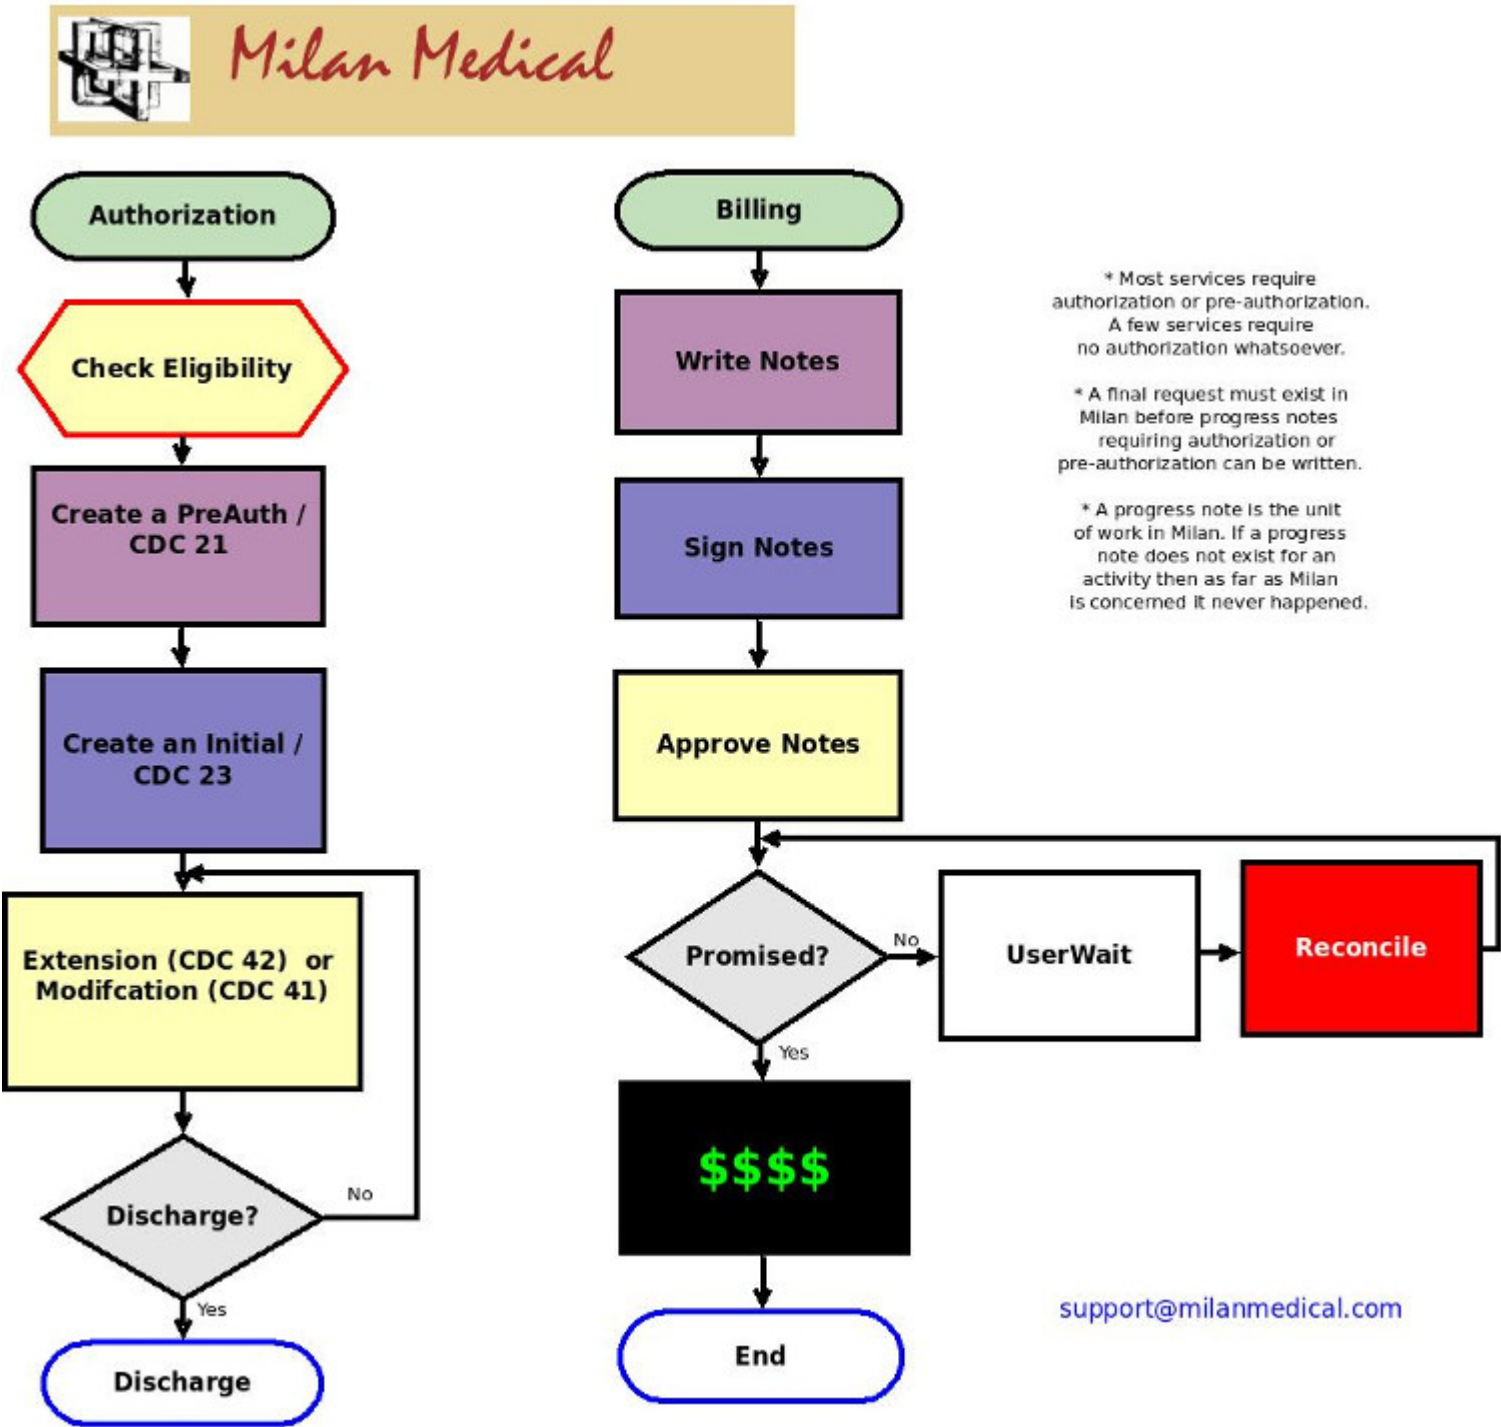 Milan Medical
Authorization
Check Eligibility
Create a PreAuth /
CDC 21
Create an Initial /
CDC 23
Extension (CDC 42) or
Modifcation (CDC 41)
Discharge?
No
Yes
Discharge
Billing
Write Notes
Sign Notes
Approve Notes
Promised?
No
UserWait
Reconcile
Yes
$$$$
End
* Most services require
authorization or pre-authorization.
A few services require
no authorization whatsoever.
* A final request must exist in
Milan before progress notes
requiring authorization or
pre-authorization can be written.
* A progress note is the unit
of work in Milan. If a progress
note does not exist for an
activity then as far as Milan
is concerned it never happened.
support@milanmedical.com